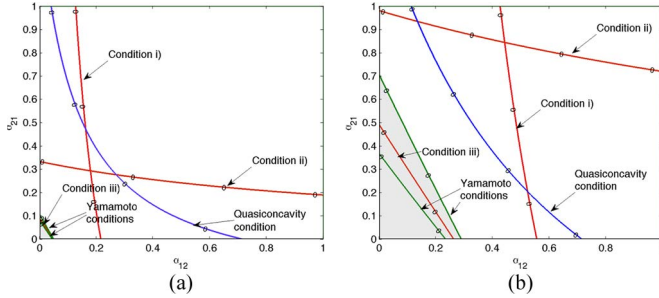 1
0.9
0.8
0.7
0.6
0.5
0.4
0.3
0.2
0.1
0
α21
Condition i)
Condition ii)
Condition iii)
Yamamoto
conditions
Quasiconcavity
condition
0 0.2 0.4 0.6 0.8 1
α12
(a)
1
0.9
0.8
0.7
0.6
0.5
0.4
0.3
0.2
0.1
0
α21
Condition ii)
Condition i)
Condition iii)
Yamamoto
conditions
Quasiconcavity
condition
0 0.2 0.4 0.6 0.8 1
α12
(b)